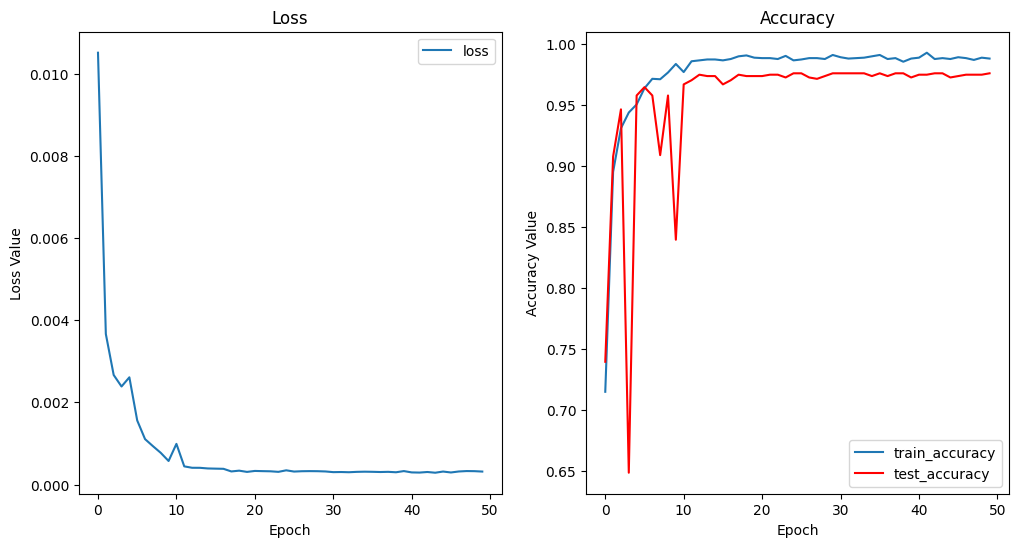 Loss
loss
0.010
0.008
0.006
0.004
0.002
0.000
Loss Value
0 10 20 30 40 50
Epoch
Accuracy
1.00
0.95
0.90
0.85
0.80
0.75
0.70
0.65
Accuracy Value
train_accuracy
test_accuracy
0 10 20 30 40 50
Epoch